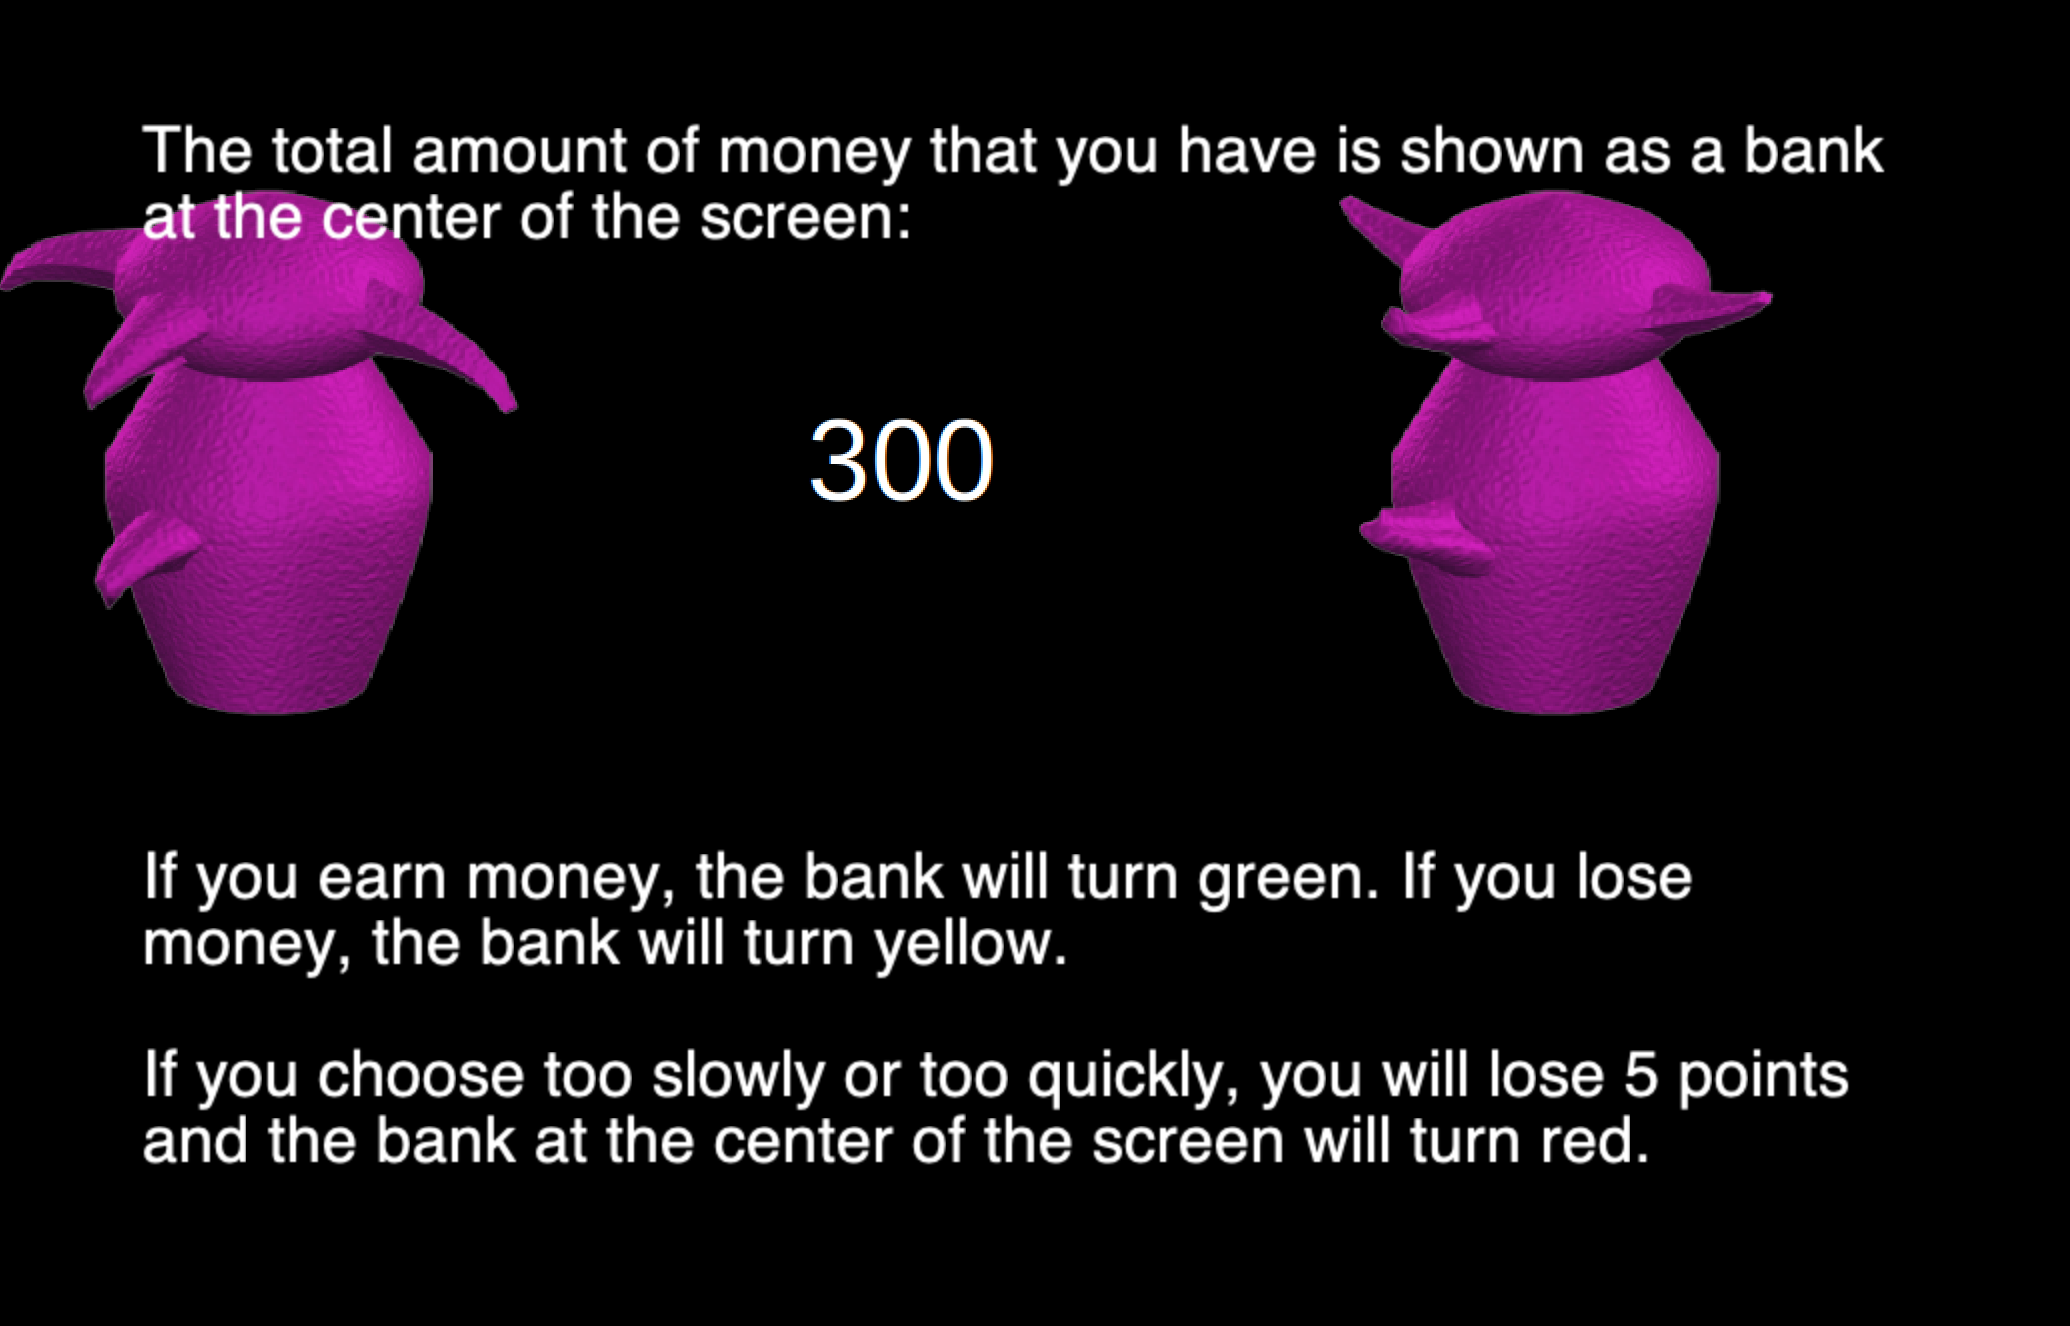 The total amount of money that you have is shown as a bank
at the center of the screen:
300
If you earn money, the bank will turn green. If you lose
money, the bank will turn yellow.
If you choose too slowly or too quickly, you will lose 5 points
and the bank at the center of the screen will turn red.